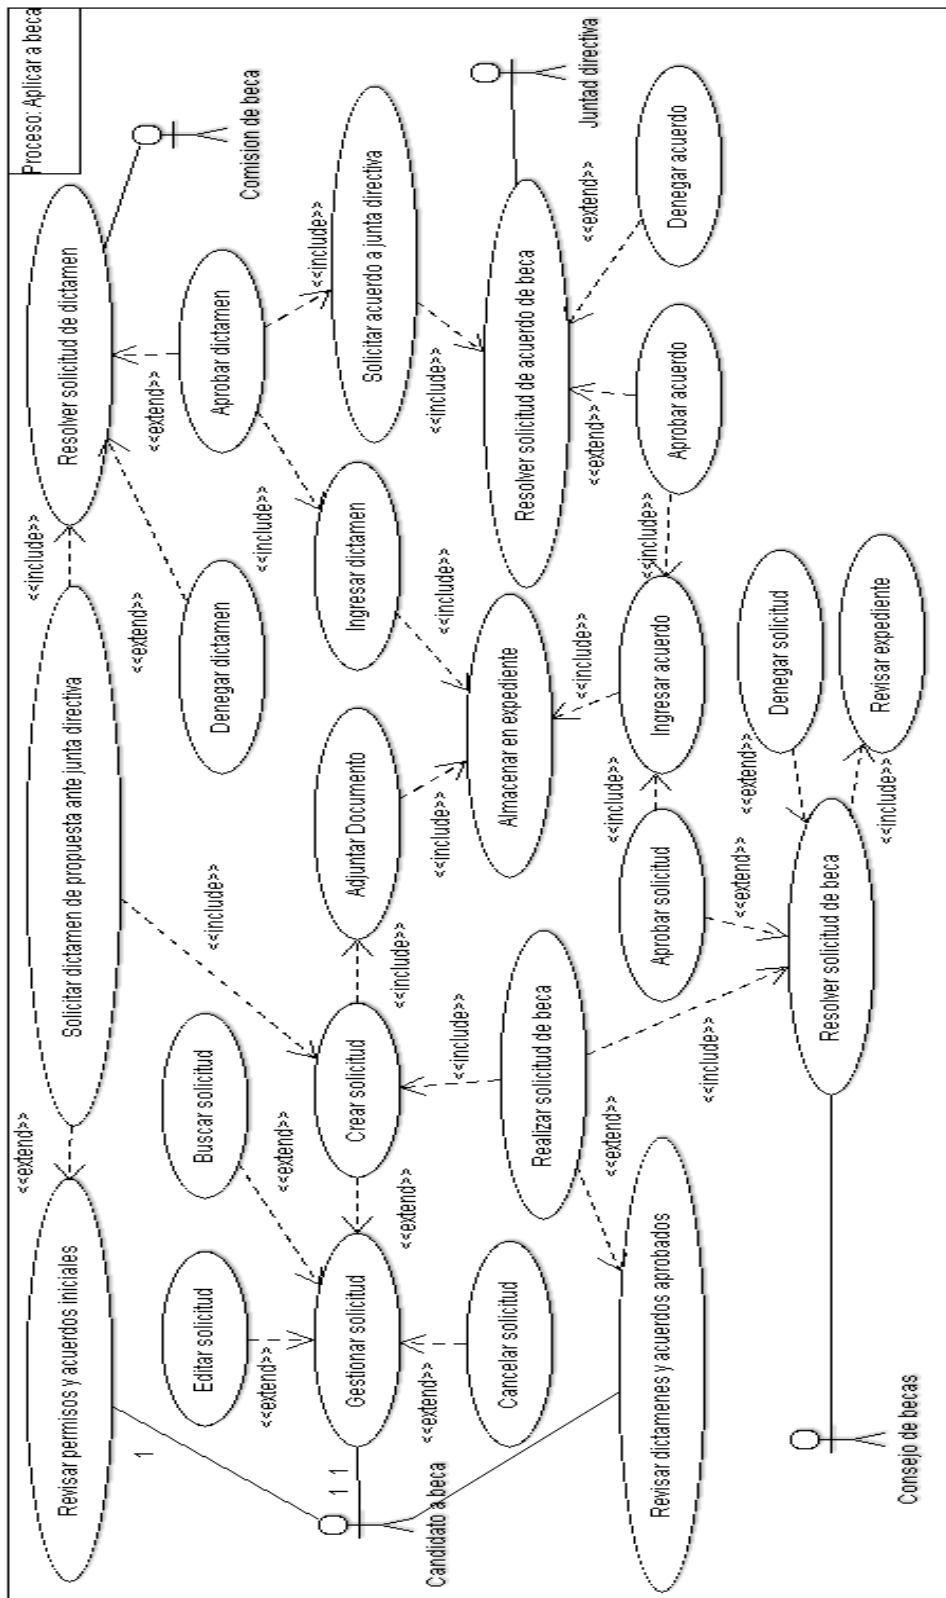 Proceso: Aplicar a beca
Revisar permisos y acuerdos iniciales
<<extend>>
Solicitar dictamen de propuesta ante junta directiva
<<include>>
Resolver solicitud de dictamen
Comision de beca
<<extend>>
Denegar dictamen
<<extend>>
Aprobar dictamen
<<include>>
<<include>>
<<include>>
Editar solicitud
Buscar solicitud
<<extend>>
<<extend>>
1
1 1
Candidato a beca
Gestionar solicitud
<<extend>>
Crear solicitud
<<include>>
Adjuntar Documento
Ingresar dictamen
Solicitar acuerdo a junta directiva
<<extend>>
Cancelar solicitud
<<include>>
<<include>>
<<include>>
<<include>>
Almacenar en expediente
Resolver solicitud de acuerdo de beca
Juntad directiva
Realizar solicitud de beca
<<extend>>
<<include>>
<<include>>
<<include>>
<<extend>>
<<extend>>
Revisar dictamenes y acuerdos aprobados
Aprobar solicitud
Ingresar acuerdo
<<include>>
Aprobar acuerdo
Denegar acuerdo
<<include>>
<<extend>>
<<extend>>
Denegar solicitud
Resolver solicitud de beca
<<include>>
Revisar expediente
Consejo de becas